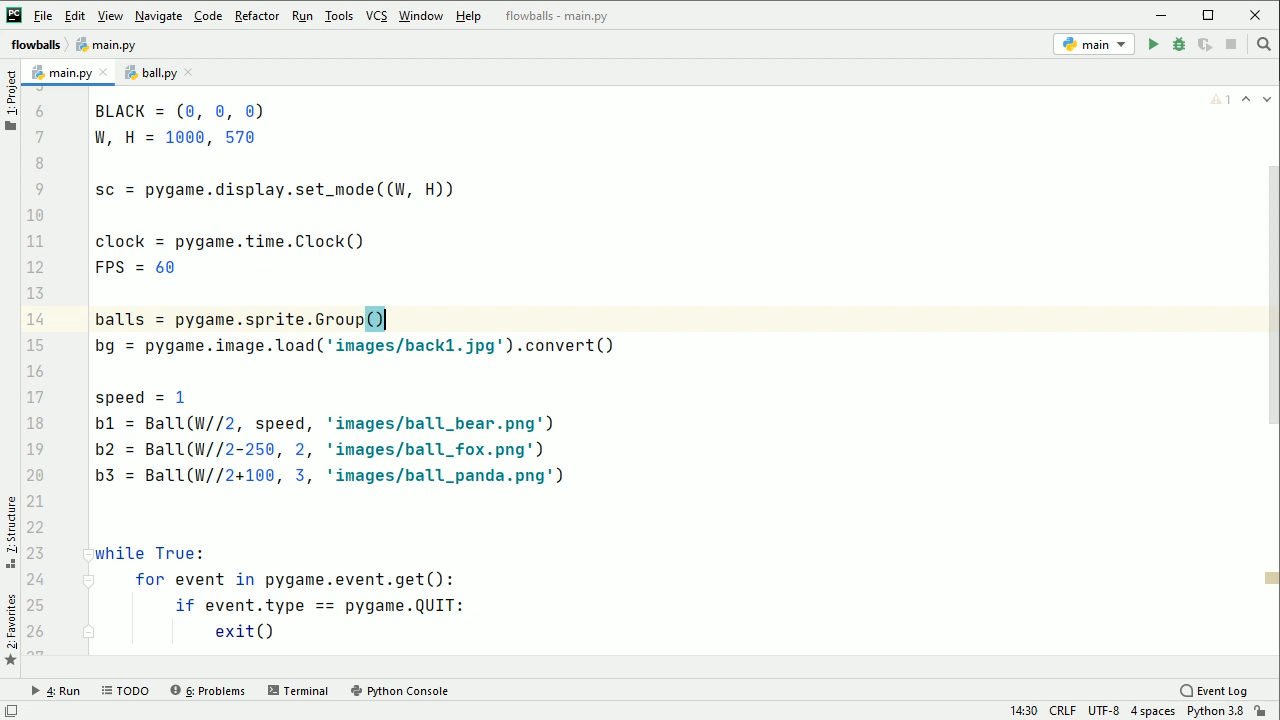 File Edit View Navigate Code Refactor Run Tools VCS Window Help flowballs - main.py
flowballs main.py main
1: Project
main.py ball.py
6 BLACK = (0, 0, 0)
7 W, H = 1000, 570
8
9 sc = pygame.display.set_mode((W, H))
10
11 clock = pygame.time.Clock()
12 FPS = 60
13
14 balls = pygame.sprite.Group()
15 bg = pygame.image.load('images/back1.jpg').convert()
16
17 speed = 1
18 b1 = Ball(W//2, speed, 'images/ball_bear.png')
19 b2 = Ball(W//2-250, 2, 'images/ball_fox.png')
20 b3 = Ball(W//2+100, 3, 'images/ball_panda.png')
21
22
23 while True:
24 for event in pygame.event.get():
25 if event.type == pygame.QUIT:
26 exit()
1
7: Structure
2: Favorites
4: Run TODO 6: Problems Terminal Python Console Event Log
14:30 CRLF UTF-8 4 spaces Python 3.8